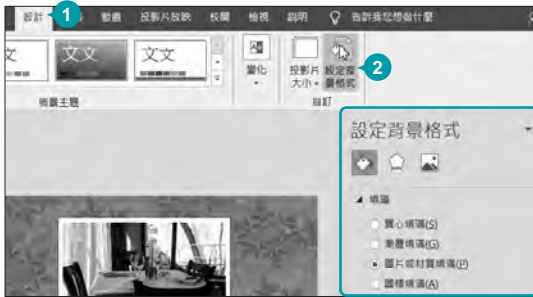 設計 1 動畫 投影片放映 校閱 檢視 說明 告訴我您想做什麼
文文 文文 變化 投影片大小 設定背景格式 2
佈景主題 自訂
設定背景格式
填滿
實心填滿(S)
漸層填滿(G)
圖片或材質填滿(P)
圖樣填滿(A)